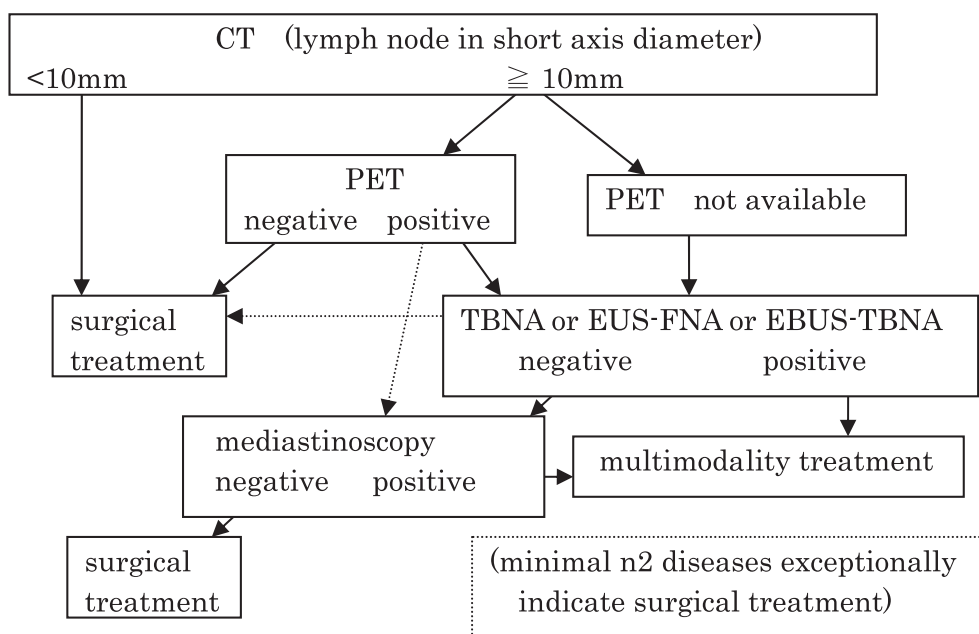 CT (lymph node in short axis diameter)
<10mm ≧ 10mm
PET
negative positive
PET not available
surgical
treatment
TBNA or EUS-FNA or EBUS-TBNA
negative positive
mediastinoscopy
negative positive
multimodality treatment
surgical
treatment
(minimal n2 diseases exceptionally
indicate surgical treatment)